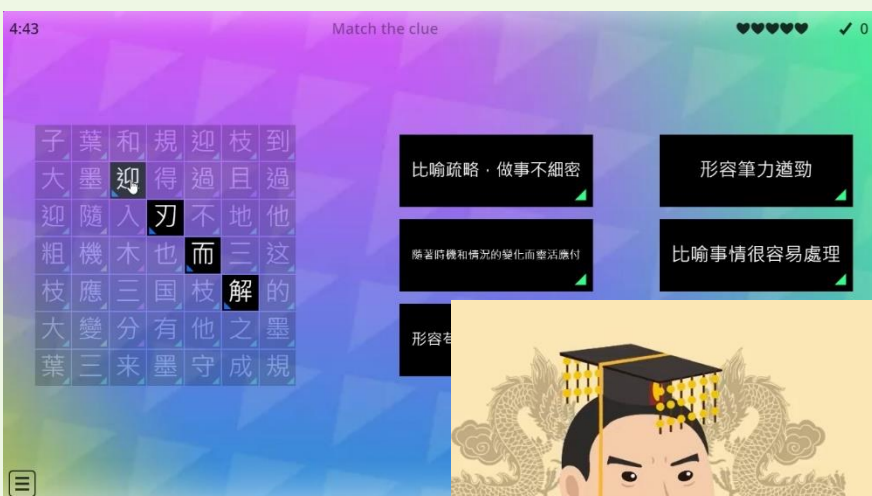 4:43 Match the clue ✓ 0
子葉和規迎枝到
大墨迎得過且過
迎隨入刃不地他
粗機木也而三这
枝應三国枝解的
大變分有他之墨
葉三来墨守成規
比喻疏略，做事不細密
形容筆力遒勁
隨著時機和情況的變化而靈活應付
比喻事情很容易處理
形容